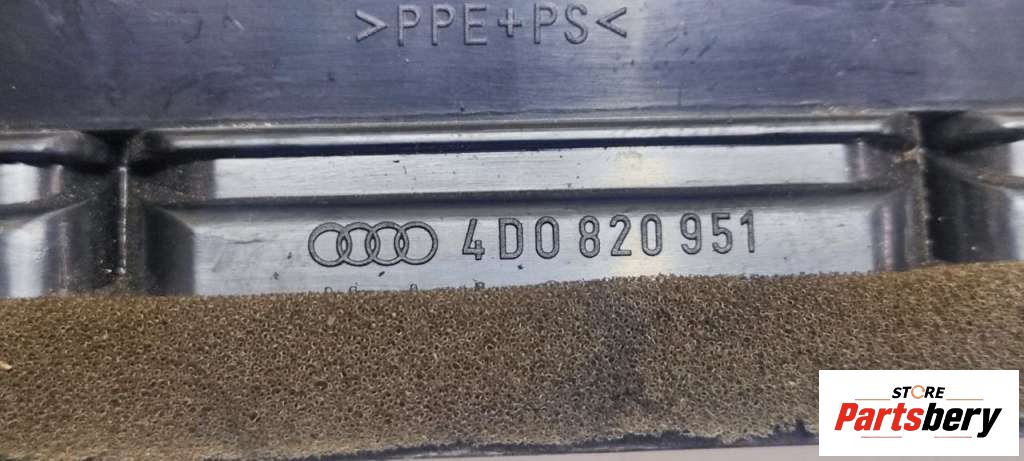 >PPE+PS<
4D0 820 951
STORE
Partsbery